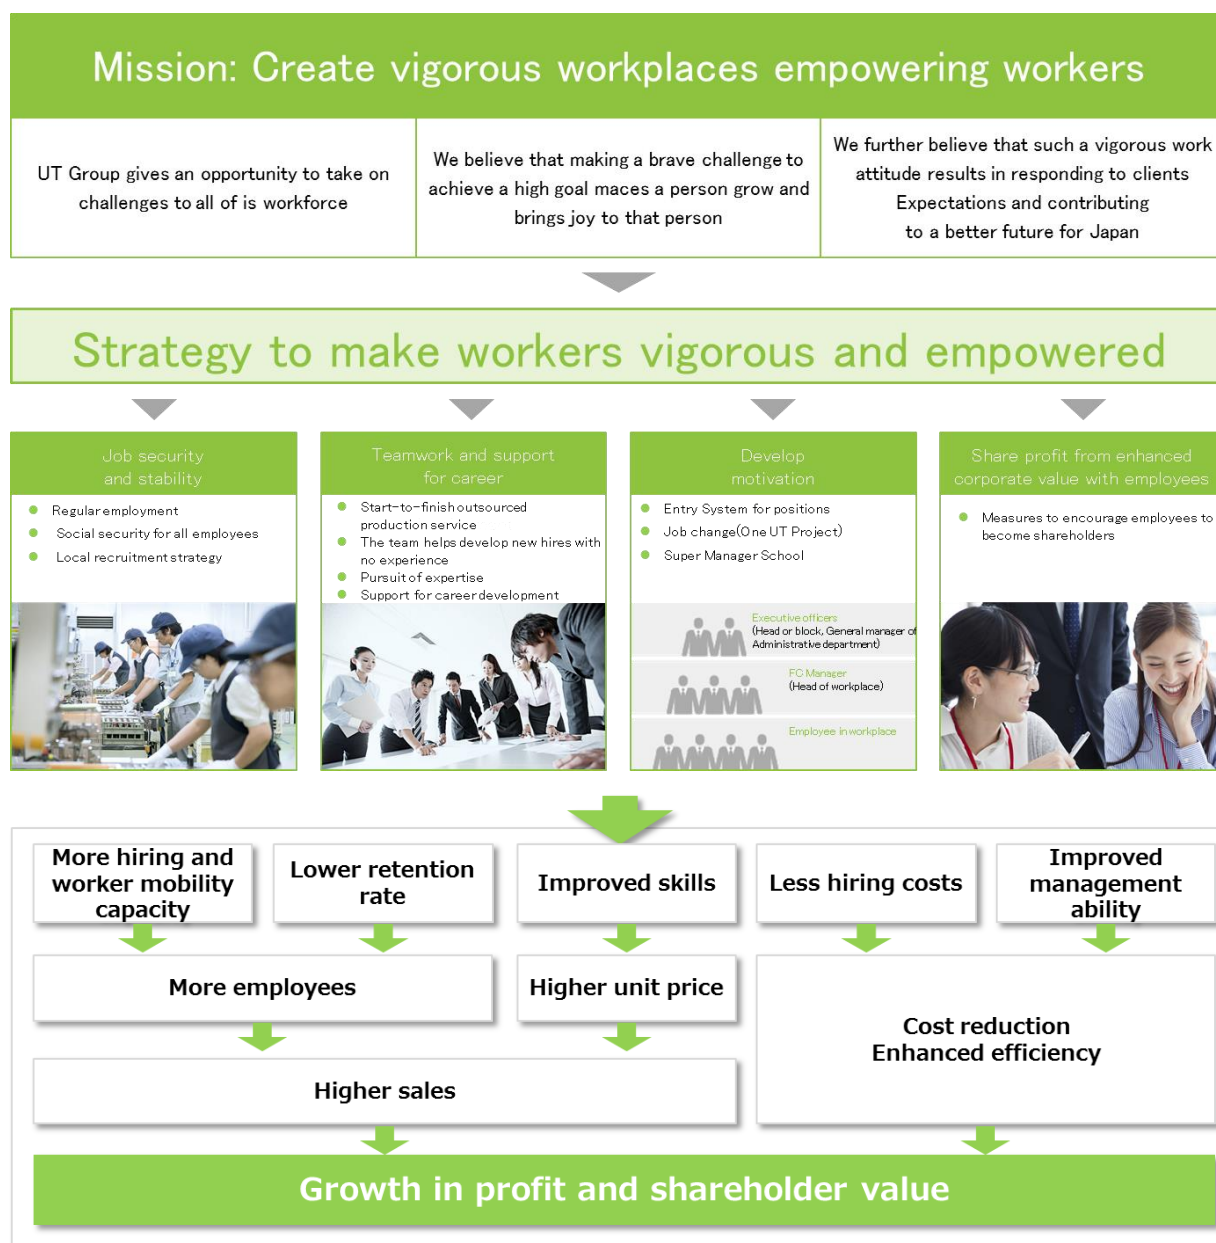 Mission: Create vigorous workplaces empowering workers
UT Group gives an opportunity to take on
challenges to all of is workforce
We believe that making a brave challenge to
achieve a high goal maces a person grow and
brings joy to that person
We further believe that such a vigorous work
attitude results in responding to clients
Expectations and contributing
to a better future for Japan
Strategy to make workers vigorous and empowered
Job security
and stability
Regular employment
Social security for all employees
Local recruitment strategy
Teamwork and support
for career
Start-to-finish outsourced
production service
The team helps develop new hires with
no experience
Pursuit of expertise
Support for career development
Develop
motivation
Entry System for positions
Job change(One UT Project)
Super Manager School
Executive officers
(Head or block, General manager of
Administrative department)
FC Manager
(Head of workplace)
Employee in workplace
Share profit from enhanced
corporate value with employees
Measures to encourage employees to
become shareholders
More hiring and
worker mobility
capacity
Lower retention
rate
Improved skills
Less hiring costs
Improved
management
ability
More employees
Higher unit price
Cost reduction
Enhanced efficiency
Higher sales
Growth in profit and shareholder value